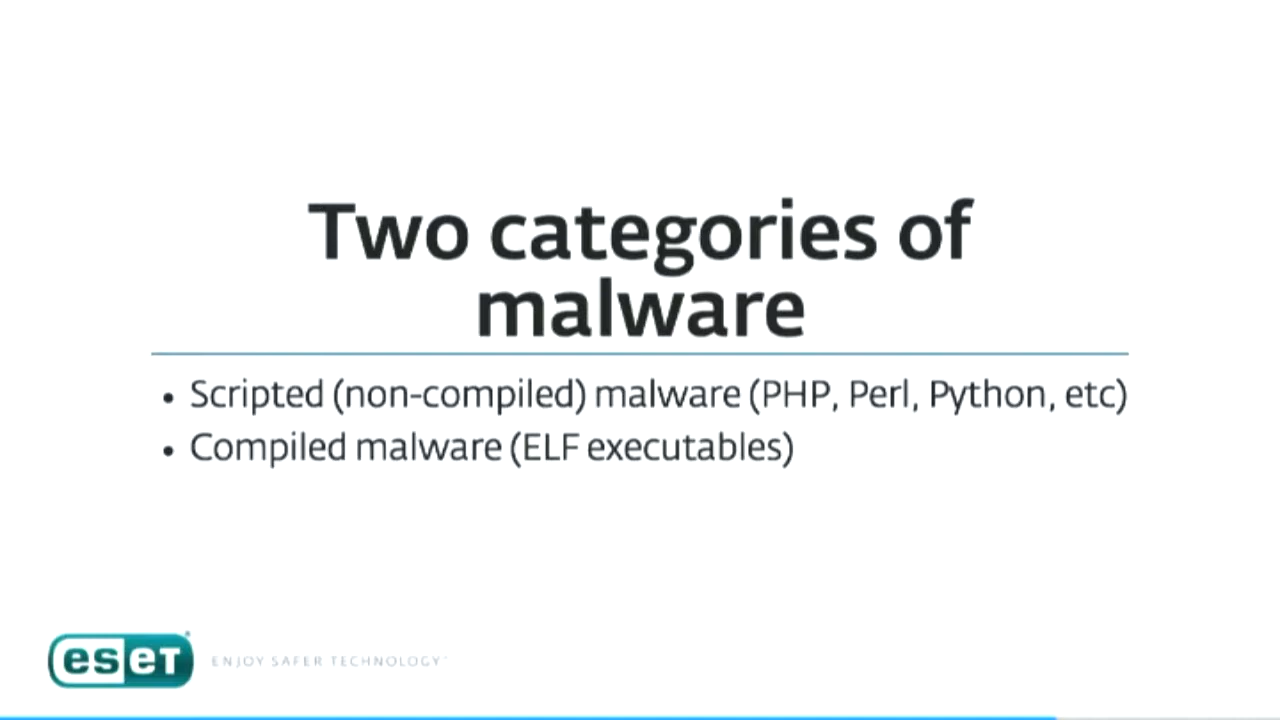 Two categories of
malware
• Scripted (non-compiled) malware (PHP, Perl, Python, etc)
• Compiled malware (ELF executables)
eseT ENJOY SAFER TECHNOLOGY™